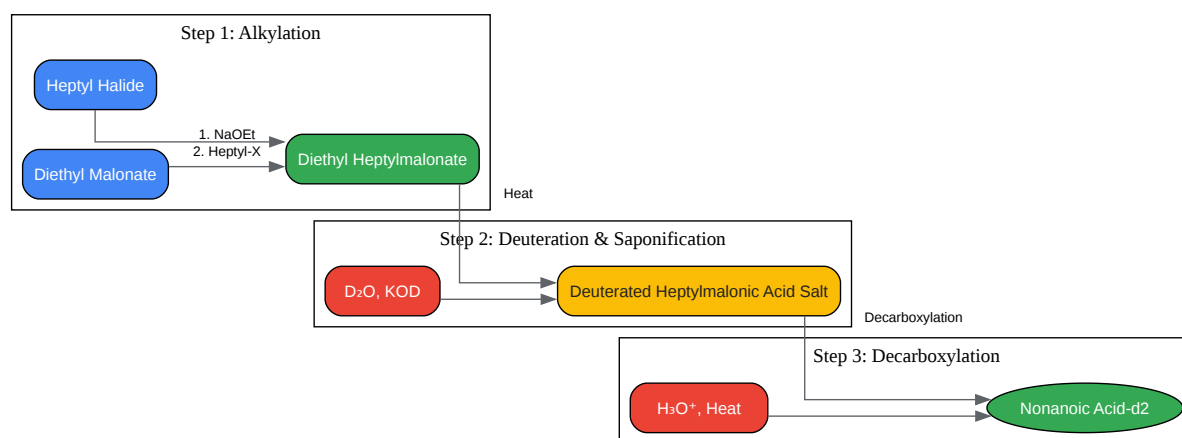 Step 1: Alkylation
Heptyl Halide
1. NaOEt
2. Heptyl-X
Diethyl Malonate
Diethyl Heptylmalonate
Heat
Step 2: Deuteration & Saponification
D₂O, KOD
Deuterated Heptylmalonic Acid Salt
Decarboxylation
Step 3: Decarboxylation
H₃O⁺, Heat
Nonanoic Acid-d2